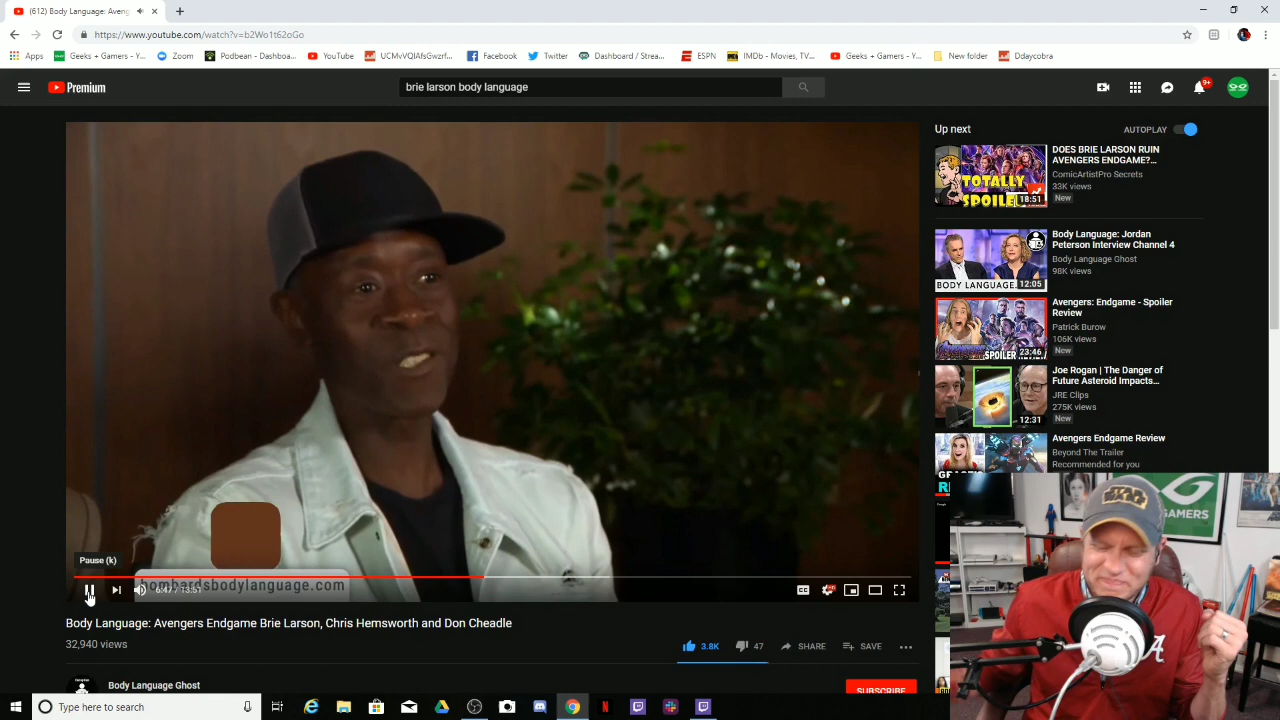 (612) Body Language: Aveng
https://www.youtube.com/watch?v=b2Wo1t62oGo
Apps
Geeks + Gamers - Y...
Zoom
Podbean - Dashboa...
YouTube
UCMvVQIAfsGwzrf...
Facebook
Twitter
Dashboard / Strea...
ESPN
IMDB - Movies, TV...
Geeks + Gamers - Y...
New folder
Ddaycobra
Premium
brie larson body language
9+
Up next
AUTOPLAY
TOTALLY
18:51
DOES BRIE LARSON RUIN
AVENGERS ENDGAME?...
ComicArtistPro Secrets
33K views
New
BODY LANGUAGE
12:05
Body Language: Jordan
Peterson Interview Channel 4
Body Language Ghost
98K views
SPOILER
23:46
Avengers: Endgame - Spoiler
Review
Patrick Burow
106K views
New
12:31
Joe Rogan | The Danger of
Future Asteroid Impacts...
JRE Clips
275K views
New
Avengers Endgame Review
Beyond The Trailer
Recommended for you
GAMERS
A
Pause (k)
bombardsbodylanguage.com
6:47 / 13:51
Body Language: Avengers Endgame Brie Larson, Chris Hemsworth and Don Cheadle
32,940 views
3.8K
47
SHARE
SAVE
Body Language Ghost
SUBSCRIBE
Type here to search